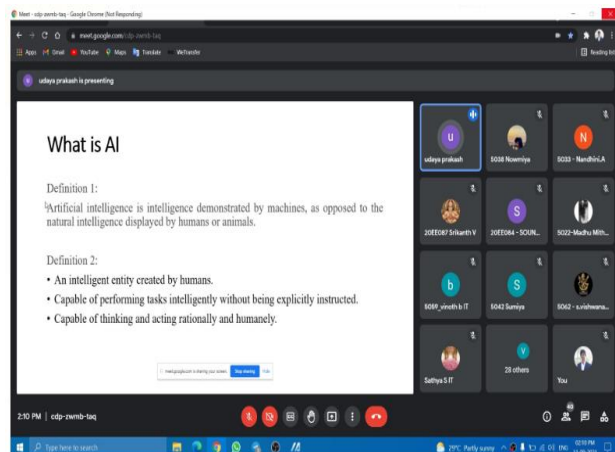 Meet - cdp-zwmb-taq - Google Chrome (Not Responding)
meet.google.com/cdp-zwmb-taq
Apps Gmail YouTube Maps Translate WeTransfer Reading list
udaya prakash is presenting
What is AI
Definition 1:
Artificial intelligence is intelligence demonstrated by machines, as opposed to the
natural intelligence displayed by humans or animals.
Definition 2:
• An intelligent entity created by humans.
• Capable of performing tasks intelligently without being explicitly instructed.
• Capable of thinking and acting rationally and humanely.
meet.google.com is sharing your screen. Stop sharing Hide
u
udaya prakash
5038 Nowmiya
N
5033 - Nandhini.A
20EE087 Srikanth V
S
20EE084 - SOUN...
5022-Madhu Mith...
b
5059_vineth b IT
S
5042 Sumiya
5062 - s.vishwana...
Sathya S IT
V
28 others
You
2:10 PM | cdp-zwmb-taq
Type here to search
29°C Partly sunny
ENG
02:10 PM